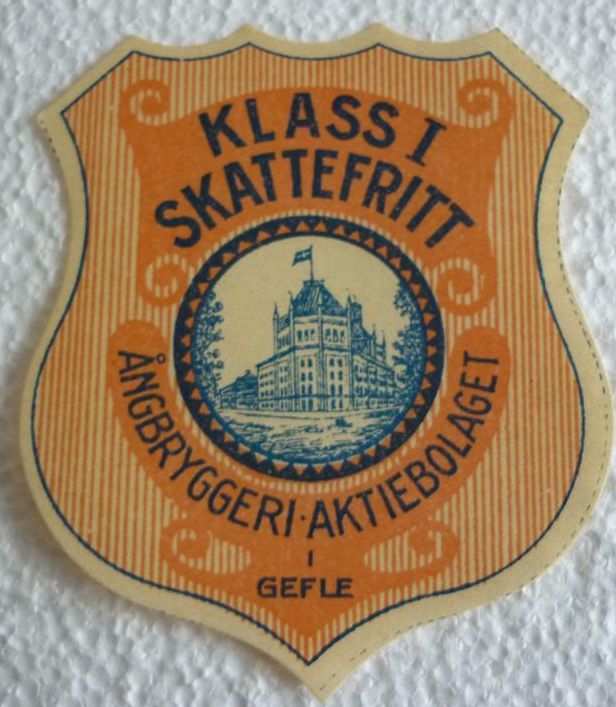 KLASS I
SKATTEFRITT
ÅNGBRYGGERI·AKTIEBOLAGET
I
GEFLE